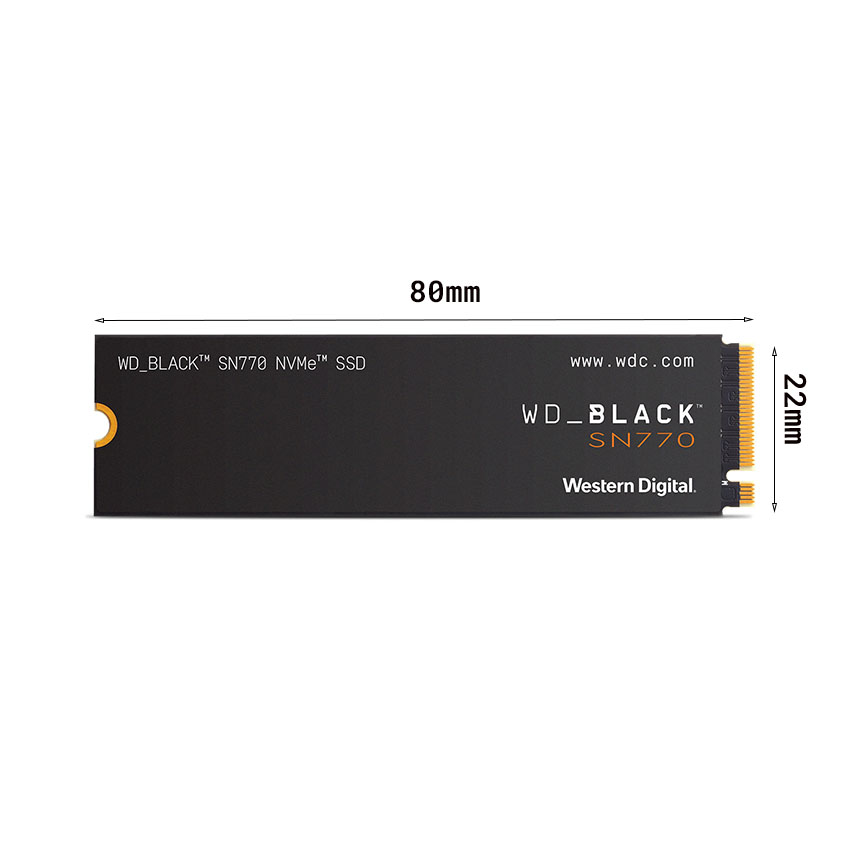 80mm
WD_BLACK™ SN770 NVMe™ SSD
www.wdc.com
WD_BLACK™
SN770
Western Digital.
M
22mm